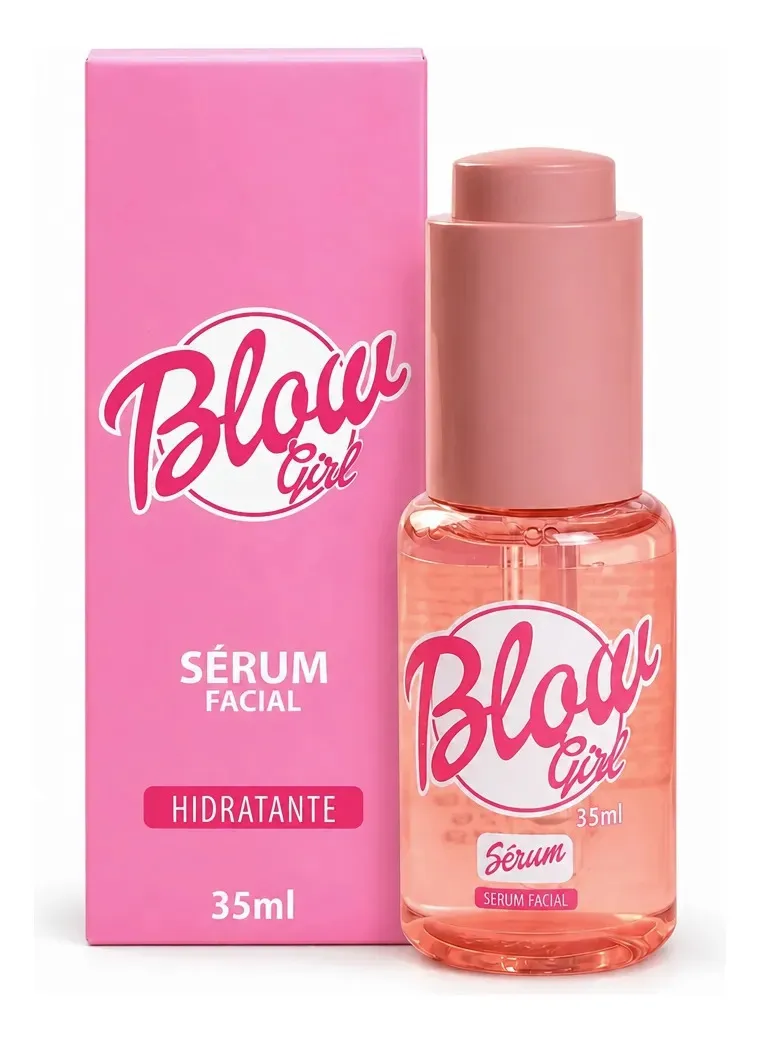 Blow
Girl
SÉRUM
FACIAL
HIDRATANTE
35ml
Blow
Girl
35ml
Sérum
SERUM FACIAL